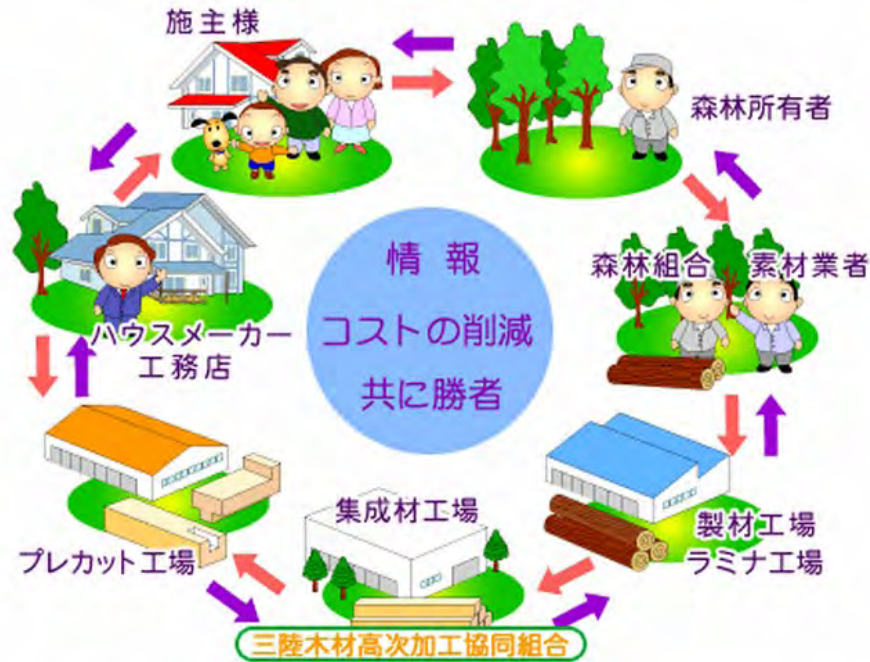 施主様
森林所有者
森林組合 素材業者
情報
コストの削減
共に勝者
ハウスメーカー
工務店
集成材工場
製材工場
ラミナ工場
プレカット工場
三陸木材高次加工協同組合